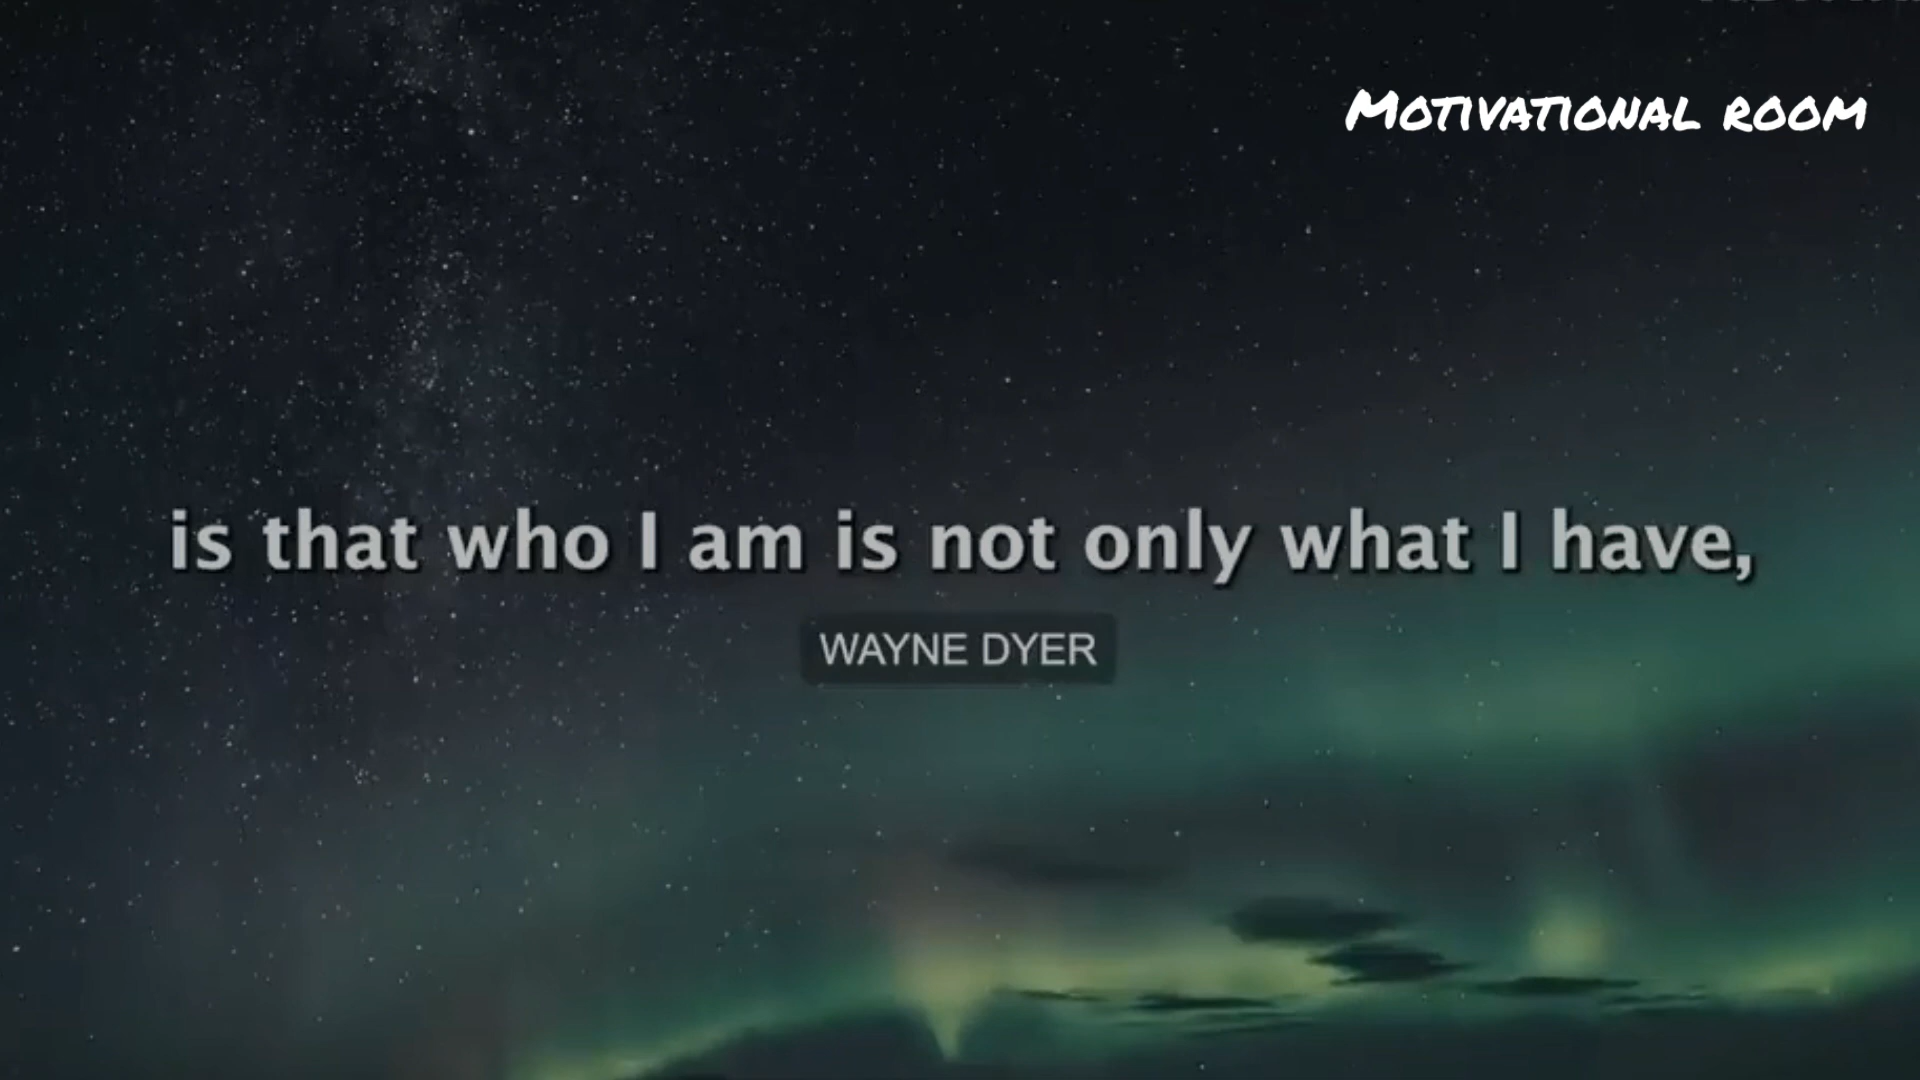 MOTIVATIONAL ROOM
is that who I am is not only what I have,
WAYNE DYER